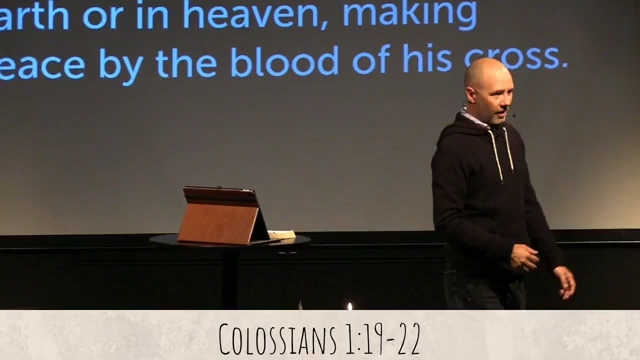 arth or in heaven, making
eace by the blood of his cross.
Colossians 1:19-22